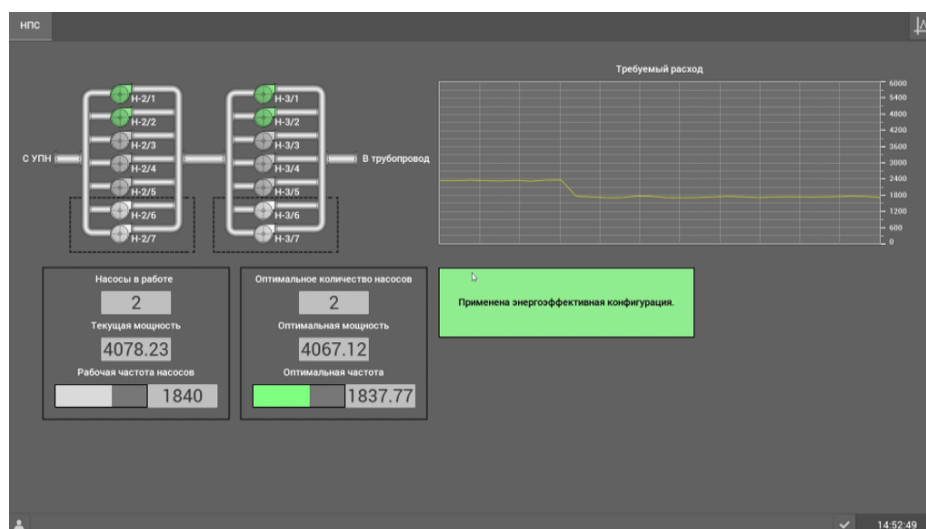 НПС
Требуемый расход
6000
5400
4800
4200
3600
3000
2400
1800
1200
600
0
С УПН
Н-2/1
Н-2/2
Н-2/3
Н-2/4
Н-2/5
Н-2/6
Н-2/7
Н-3/1
Н-3/2
Н-3/3
Н-3/4
Н-3/5
Н-3/6
Н-3/7
В трубопровод
Насосы в работе
2
Текущая мощность
4078.23
Рабочая частота насосов
1840
Оптимальное количество насосов
2
Оптимальная мощность
4067.12
Оптимальная частота
1837.77
Применена энергоэффективная конфигурация.
14:52:49